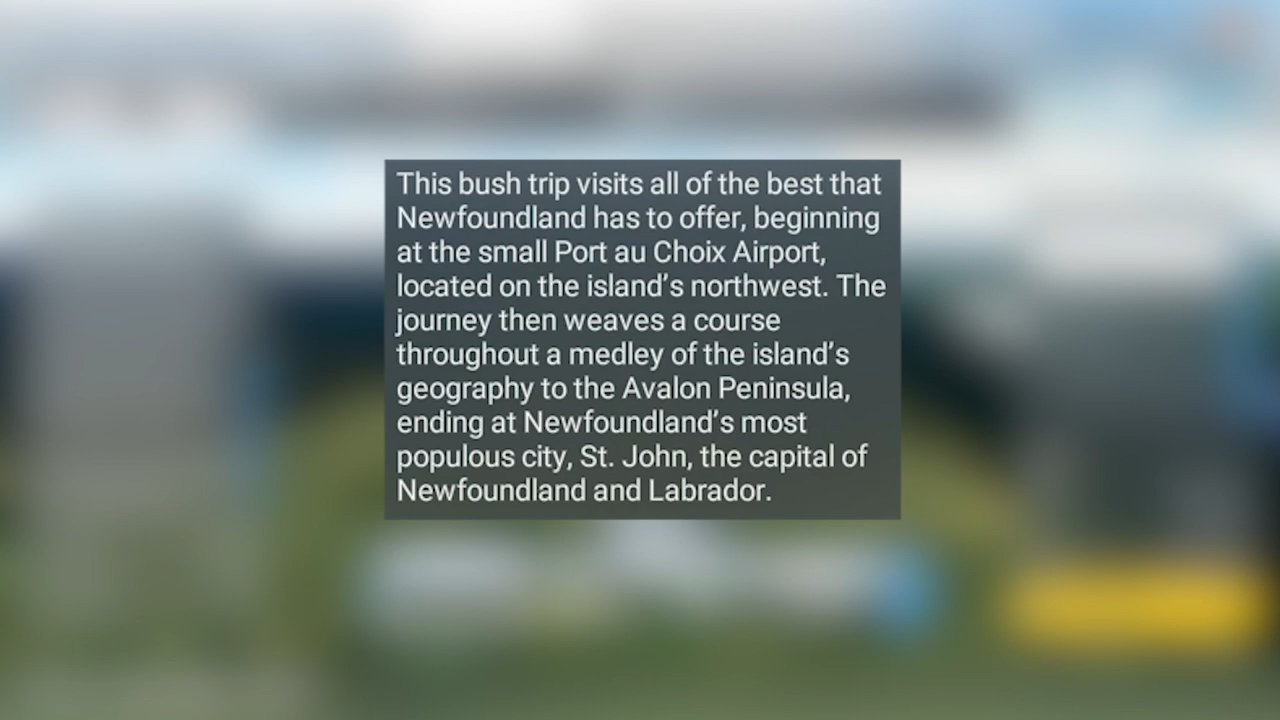 This bush trip visits all of the best that
Newfoundland has to offer, beginning
at the small Port au Choix Airport,
located on the island’s northwest. The
journey then weaves a course
throughout a medley of the island’s
geography to the Avalon Peninsula,
ending at Newfoundland’s most
populous city, St. John, the capital of
Newfoundland and Labrador.